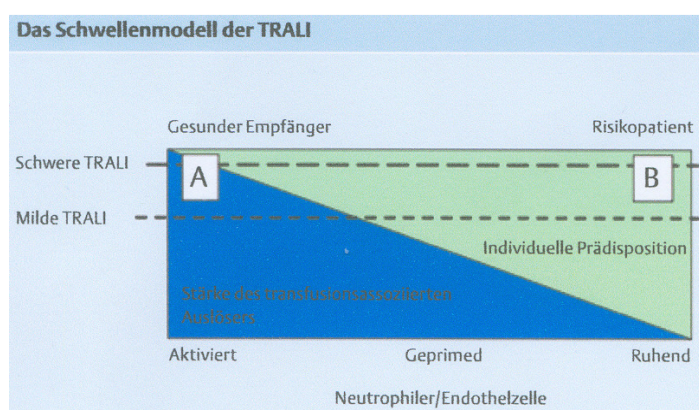 Das Schwellenmodell der TRALI
Gesunder Empfänger
Risikopatient
Schwere TRALI
A
B
Milde TRALI
Individuelle Prädisposition
Stärke des transfusionsassoziierten
Auslösers
Aktiviert
Geprimed
Ruhend
Neutrophiler/Endothelzelle